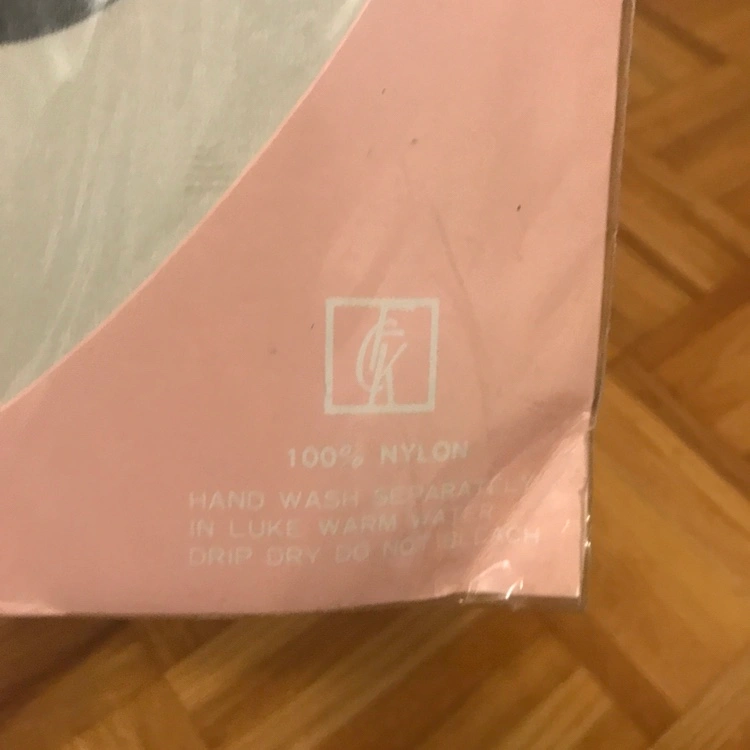 100% NYLON
HAND WASH SEPARATELY
IN LUKE WARM WATER
DRIP DRY DO NOT BLEACH